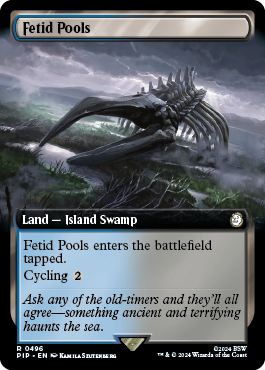 Fetid Pools
Land — Island Swamp
Fetid Pools enters the battlefield
tapped.
Cycling 2
Ask any of the old-timers and they'll all
agree—something ancient and terrifying
haunts the sea.
R 0496
PIP • EN Kamila Szutenberg
©2024 BSW
™ & © 2024 Wizards of the Coast